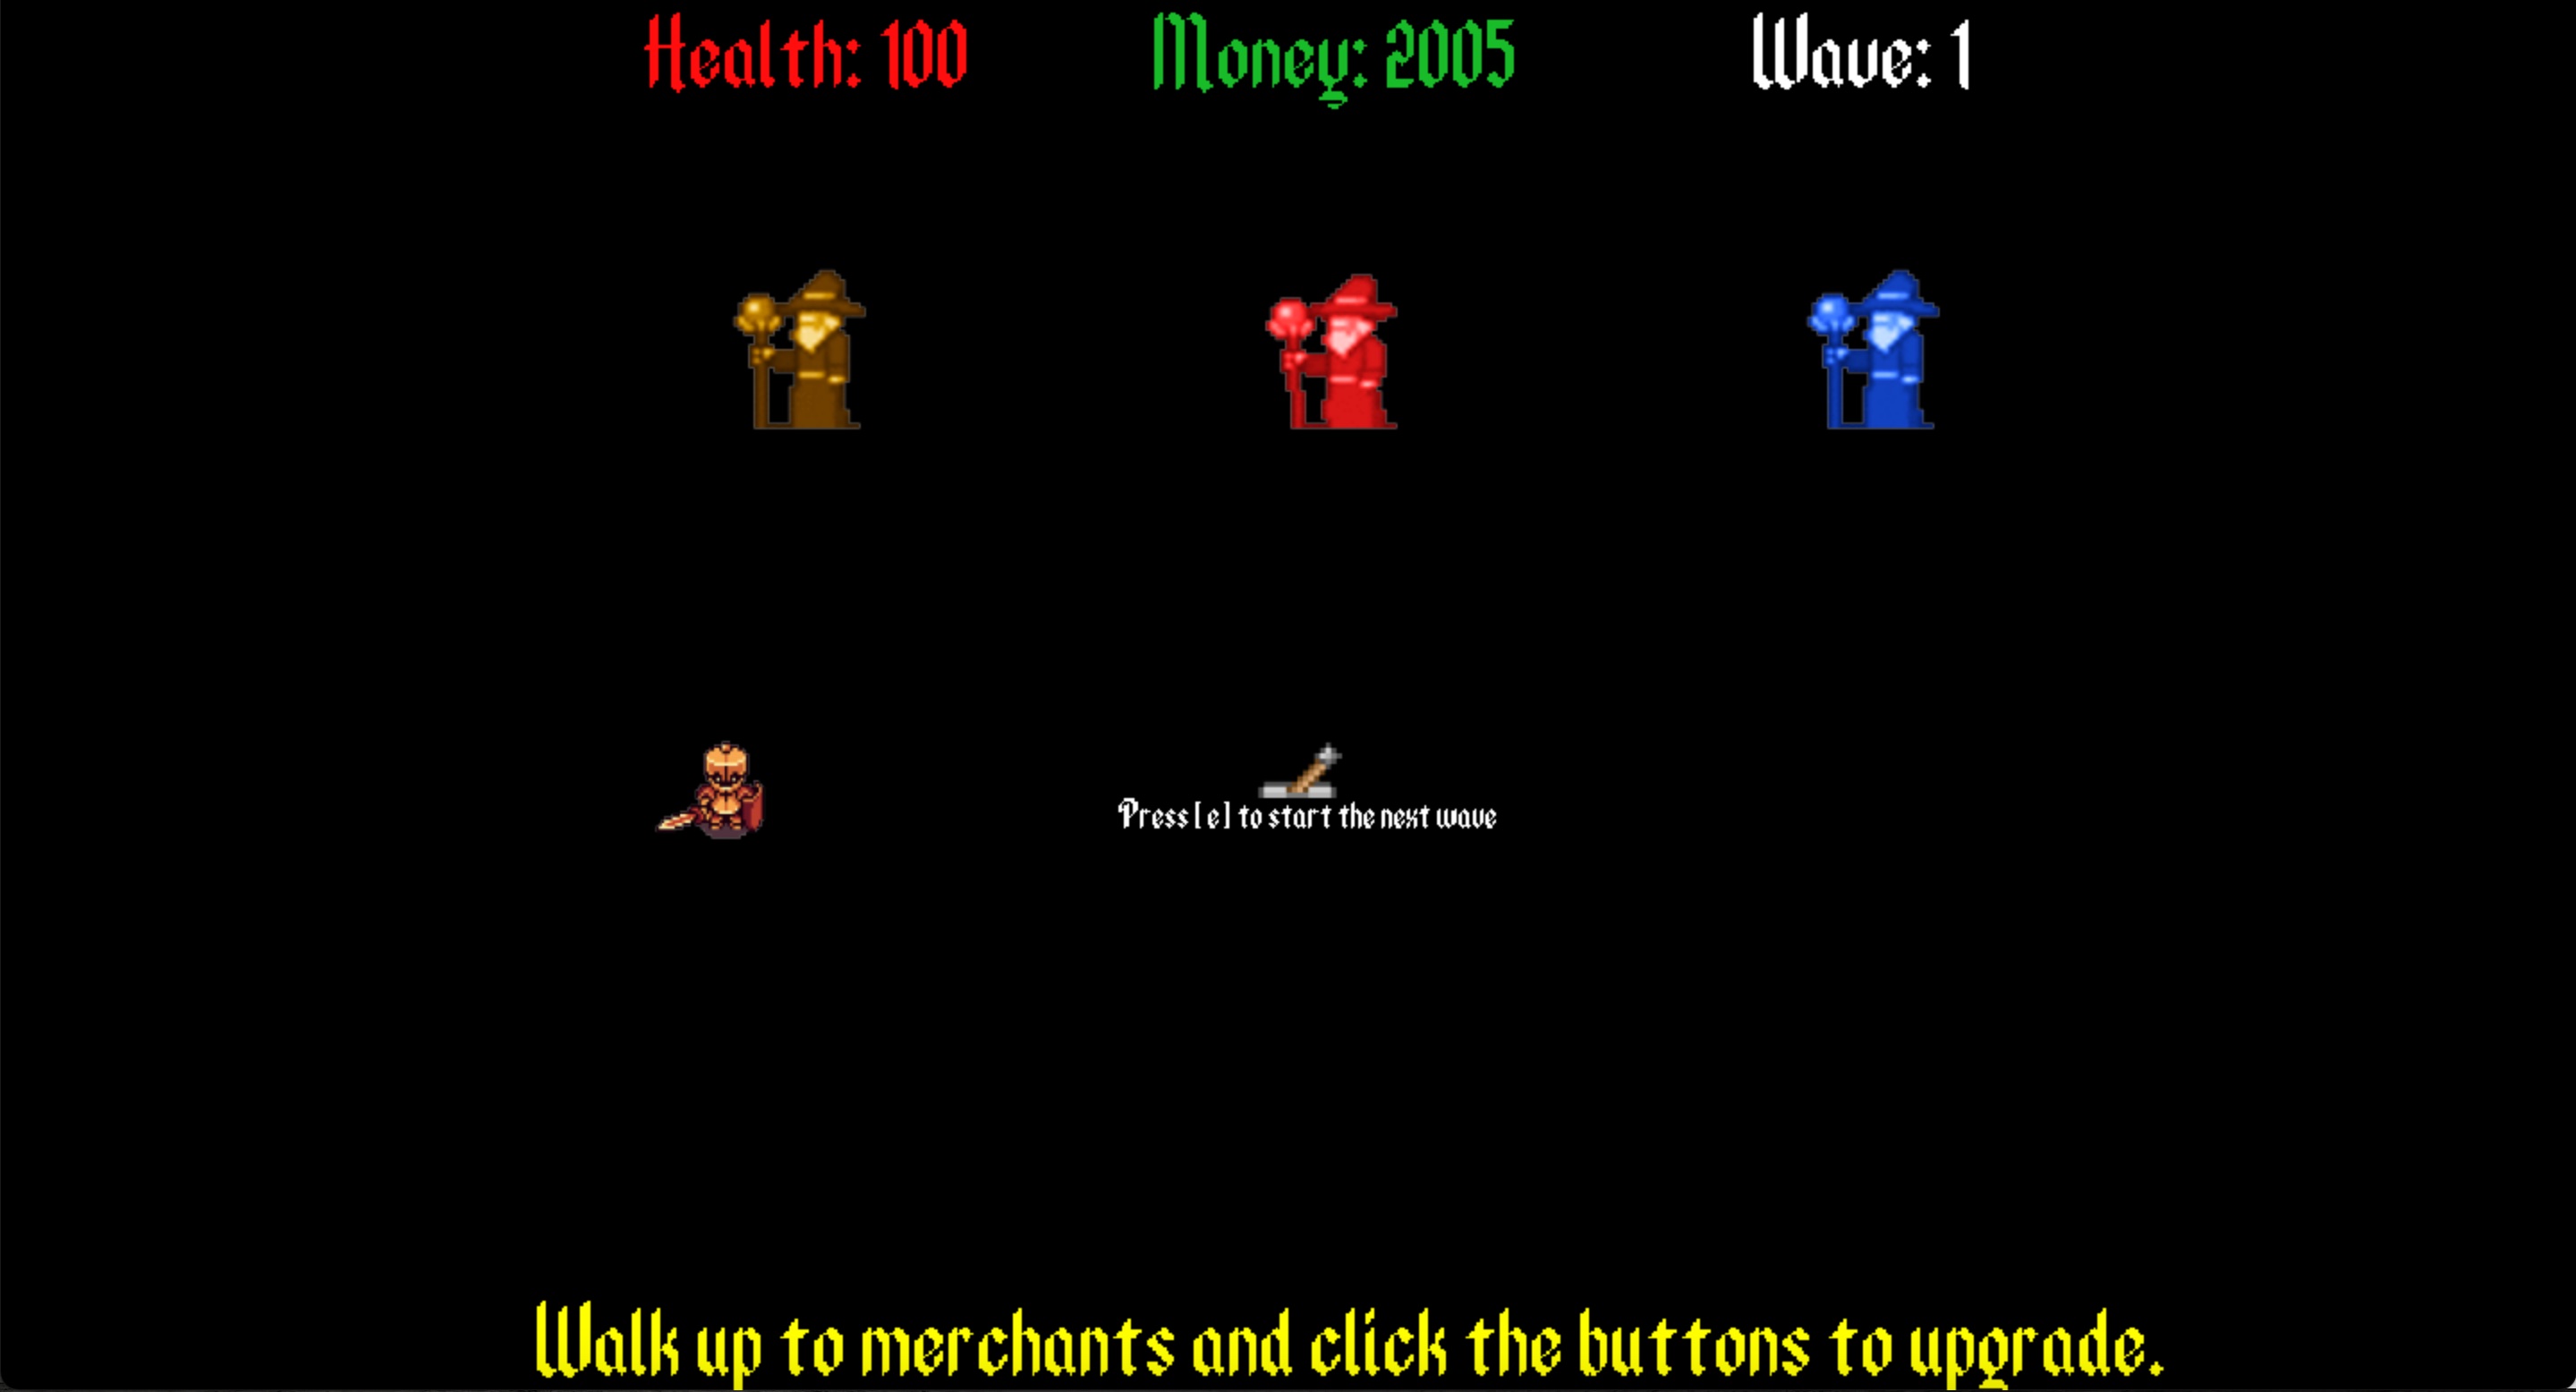 Health: 100
Money: 2005
Wave: 1
Press [e] to start the next wave
Walk up to merchants and click the buttons to upgrade.